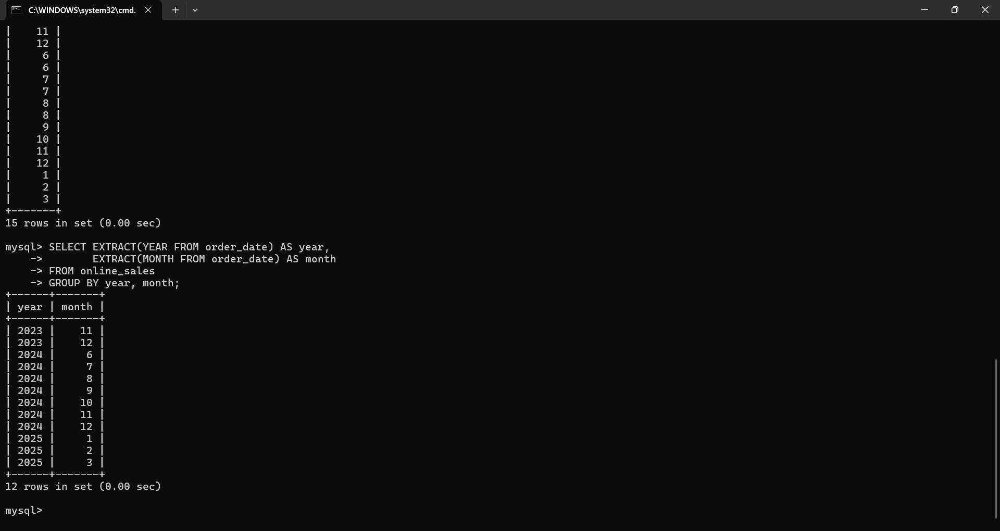 C:\WINDOWS\system32\cmd.
|    11 |
|    12 |
|     6 |
|     6 |
|     7 |
|     7 |
|     8 |
|     8 |
|     9 |
|    10 |
|    11 |
|    12 |
|     1 |
|     2 |
|     3 |
+-------+
15 rows in set (0.00 sec)
mysql> SELECT EXTRACT(YEAR FROM order_date) AS year,
    ->        EXTRACT(MONTH FROM order_date) AS month
    -> FROM online_sales
    -> GROUP BY year, month;
+------+-------+
| year | month |
+------+-------+
| 2023 |    11 |
| 2023 |    12 |
| 2024 |     6 |
| 2024 |     7 |
| 2024 |     8 |
| 2024 |     9 |
| 2024 |    10 |
| 2024 |    11 |
| 2024 |    12 |
| 2025 |     1 |
| 2025 |     2 |
| 2025 |     3 |
+------+-------+
12 rows in set (0.00 sec)
mysql>